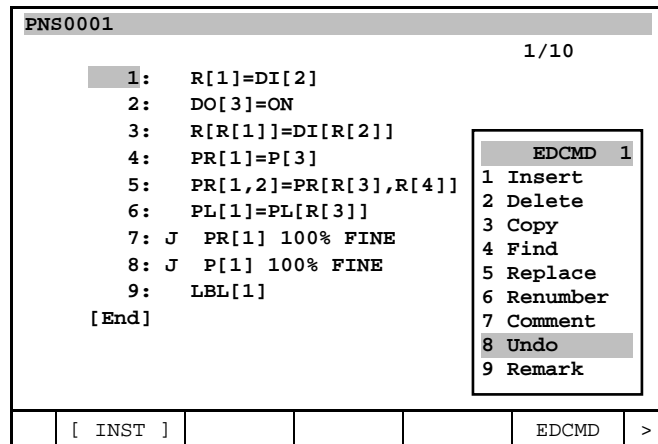 PNS0001
1/10
1: R[1]=DI[2]
2: DO[3]=ON
3: R[R[1]]=DI[R[2]]
4: PR[1]=P[3]
5: PR[1,2]=PR[R[3],R[4]]
6: PL[1]=PL[R[3]]
7: J PR[1] 100% FINE
8: J P[1] 100% FINE
9: LBL[1]
[End]
EDCMD 1
1 Insert
2 Delete
3 Copy
4 Find
5 Replace
6 Renumber
7 Comment
8 Undo
9 Remark
[ INST ] EDCMD >